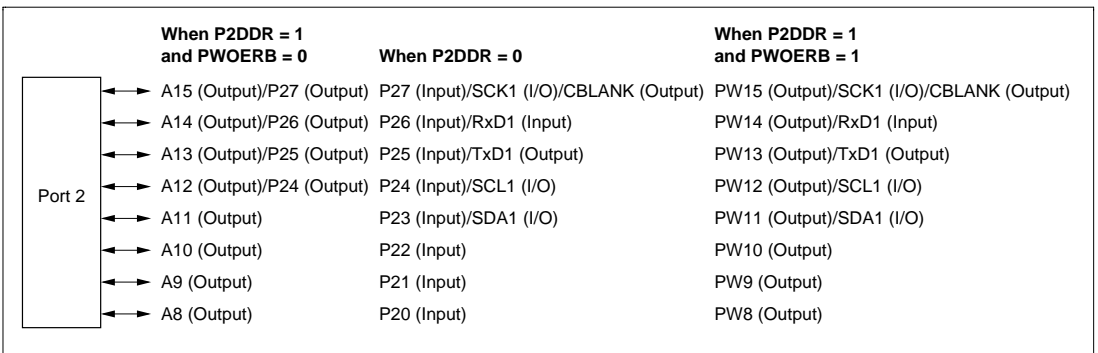 When P2DDR = 1 When P2DDR = 1
and PWOERB = 0 When P2DDR = 0 and PWOERB = 1
A15 (Output)/P27 (Output) P27 (Input)/SCK1 (I/O)/CBLANK (Output) PW15 (Output)/SCK1 (I/O)/CBLANK (Output)
A14 (Output)/P26 (Output) P26 (Input)/RxD1 (Input) PW14 (Output)/RxD1 (Input)
A13 (Output)/P25 (Output) P25 (Input)/TxD1 (Output) PW13 (Output)/TxD1 (Output)
A12 (Output)/P24 (Output) P24 (Input)/SCL1 (I/O) PW12 (Output)/SCL1 (I/O)
Port 2
A11 (Output) P23 (Input)/SDA1 (I/O) PW11 (Output)/SDA1 (I/O)
A10 (Output) P22 (Input) PW10 (Output)
A9 (Output) P21 (Input) PW9 (Output)
A8 (Output) P20 (Input) PW8 (Output)